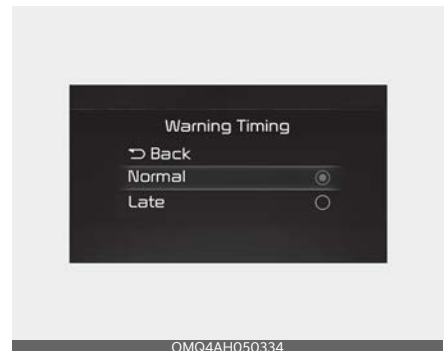 Warning Timing
Back
Normal
Late
OMQ4AH050334